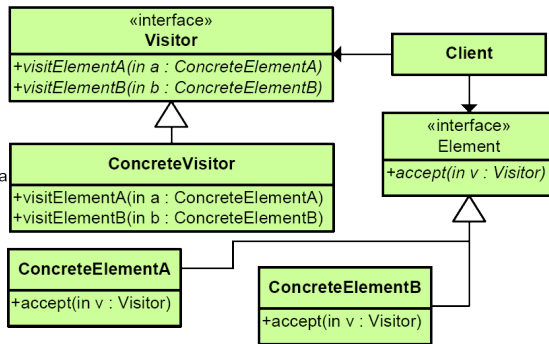 «interface»
Visitor
+visitElementA(in a : ConcreteElementA)
+visitElementB(in b : ConcreteElementB)
Client
«interface»
Element
+accept(in v : Visitor)
a
ConcreteVisitor
+visitElementA(in a : ConcreteElementA)
+visitElementB(in b : ConcreteElementB)
ConcreteElementA
+accept(in v : Visitor)
ConcreteElementB
+accept(in v : Visitor)